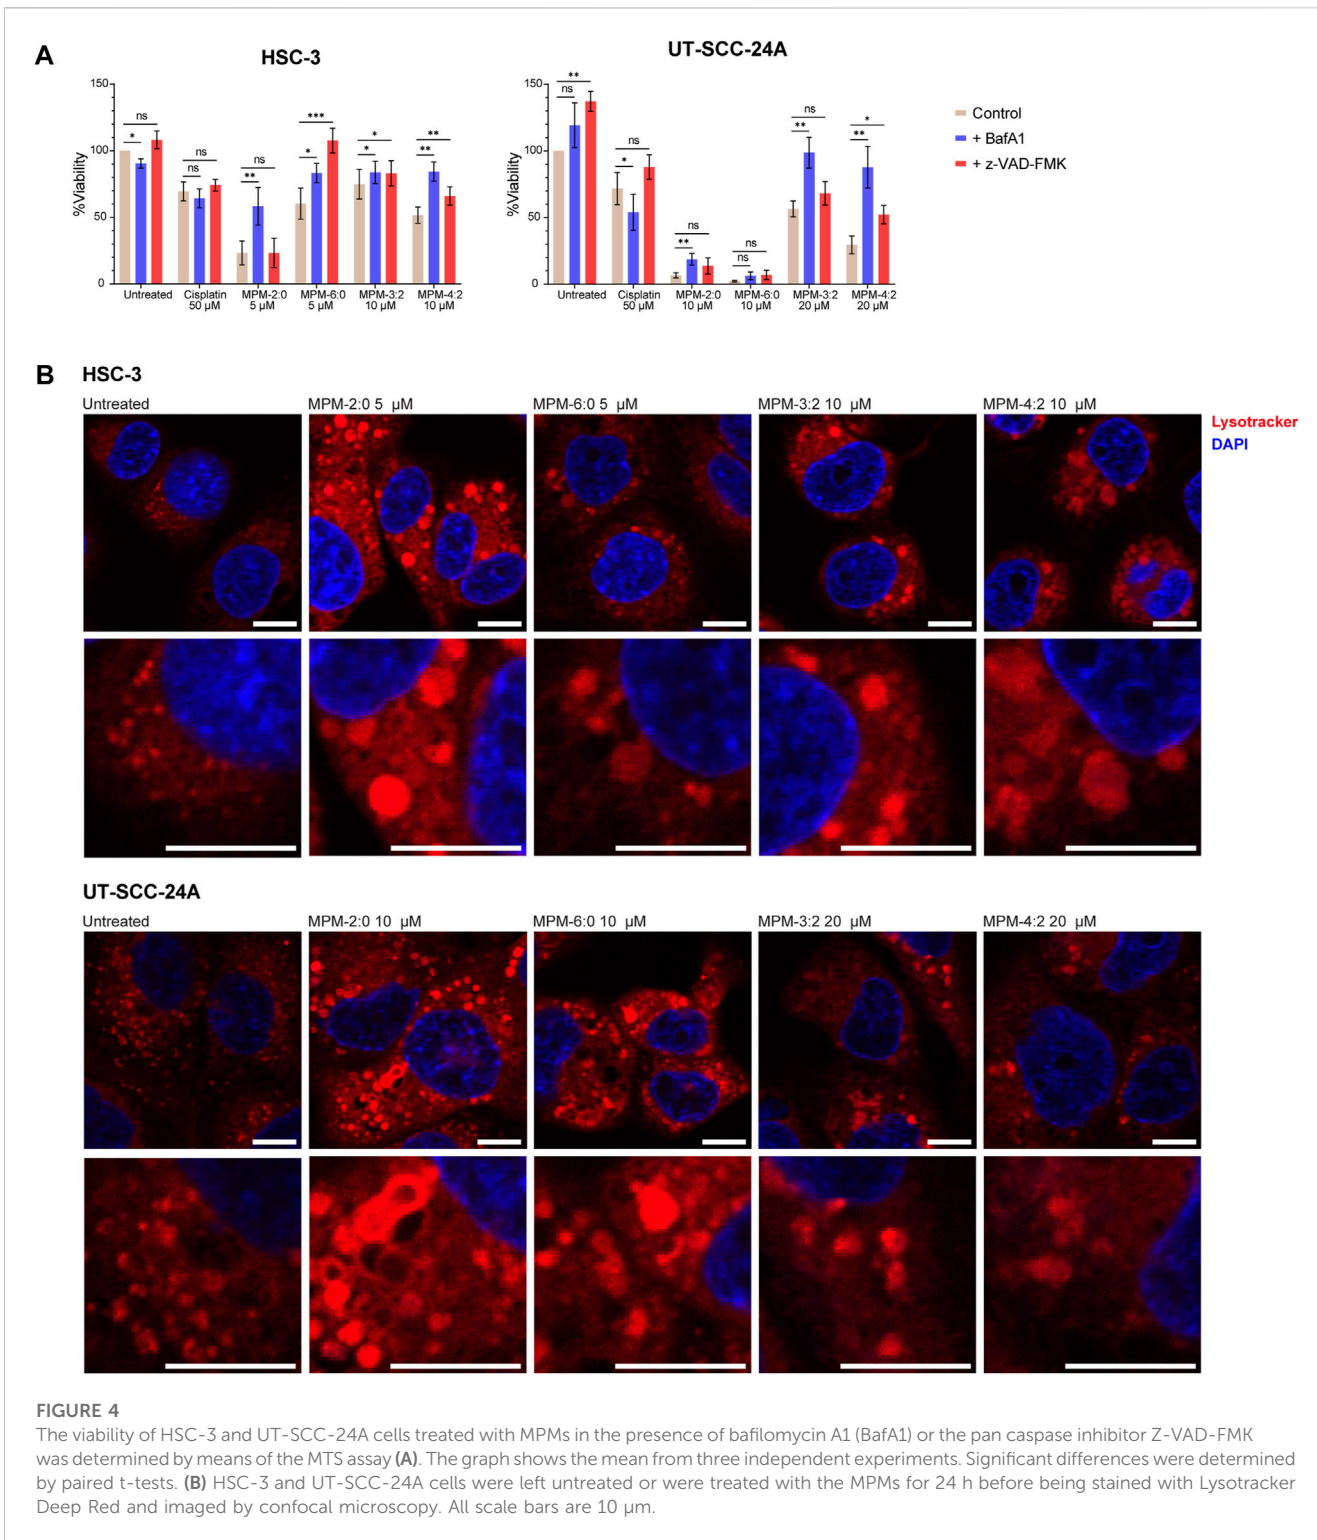 A
HSC-3
UT-SCC-24A
150
100
50
0
%Viability
ns
*
ns
ns
ns
**
***
*
*
*
**
**
Untreated
Cisplatin
50 µM
MPM-2:0
5 µM
MPM-6:0
5 µM
MPM-3:2
10 µM
MPM-4:2
10 µM
150
100
50
0
%Viability
**
ns
ns
*
ns
**
ns
ns
ns
**
*
**
Untreated
Cisplatin
50 µM
MPM-2:0
10 µM
MPM-6:0
10 µM
MPM-3:2
20 µM
MPM-4:2
20 µM
Control
+ BafA1
+ z-VAD-FMK
B
HSC-3
Untreated
MPM-2:0 5 µM
MPM-6:0 5 µM
MPM-3:2 10 µM
MPM-4:2 10 µM
Lysotracker
DAPI
UT-SCC-24A
Untreated
MPM-2:0 10 µM
MPM-6:0 10 µM
MPM-3:2 20 µM
MPM-4:2 20 µM
FIGURE 4
The viability of HSC-3 and UT-SCC-24A cells treated with MPMs in the presence of bafilomycin A1 (BafA1) or the pan caspase inhibitor Z-VAD-FMK
was determined by means of the MTS assay (A). The graph shows the mean from three independent experiments. Significant differences were determined
by paired t-tests. (B) HSC-3 and UT-SCC-24A cells were left untreated or were treated with the MPMs for 24 h before being stained with Lysotracker
Deep Red and imaged by confocal microscopy. All scale bars are 10 µm.